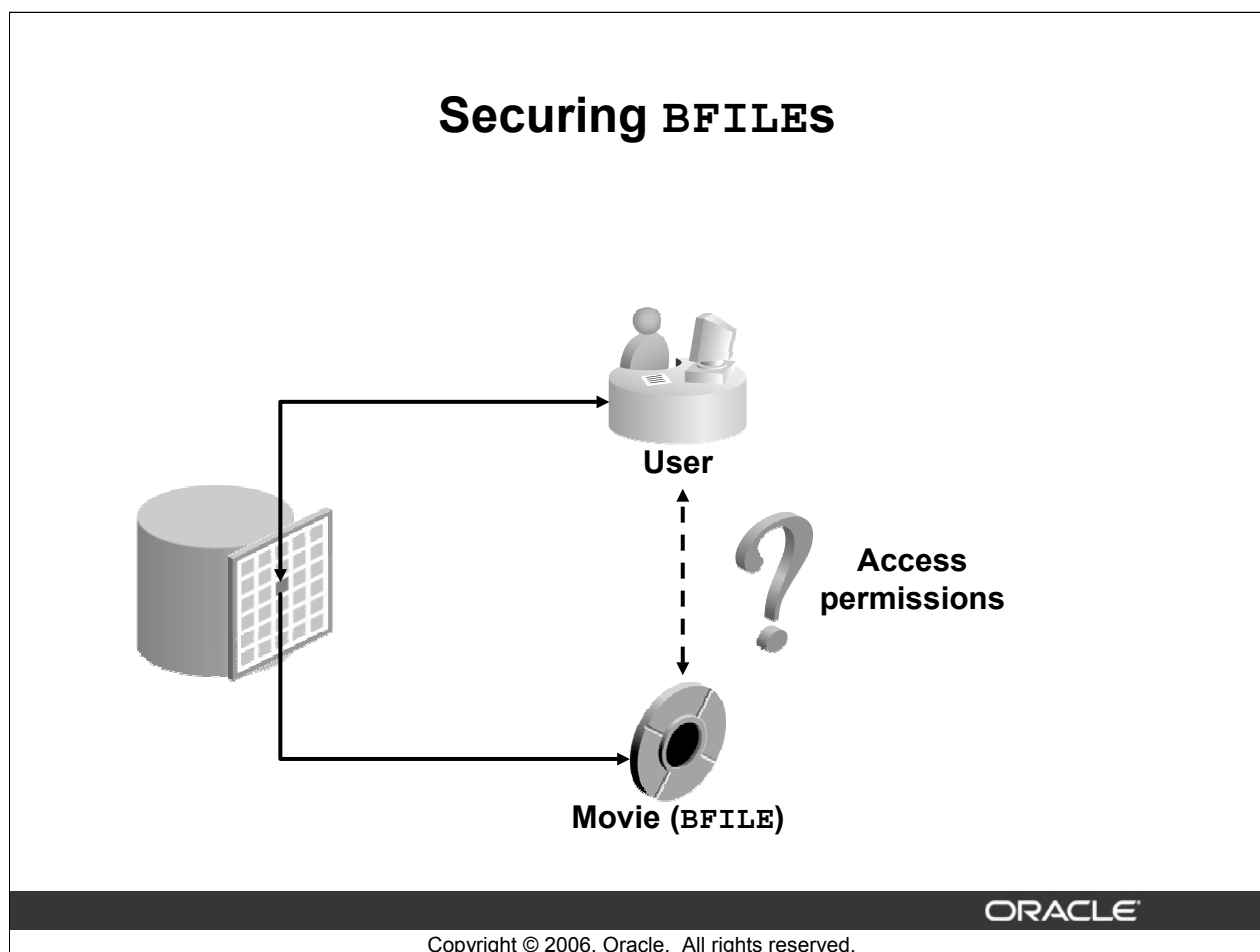 Securing BFILEs
User
Access
permissions
Movie (BFILE)
ORACLE®
Copyright © 2006, Oracle. All rights reserved.